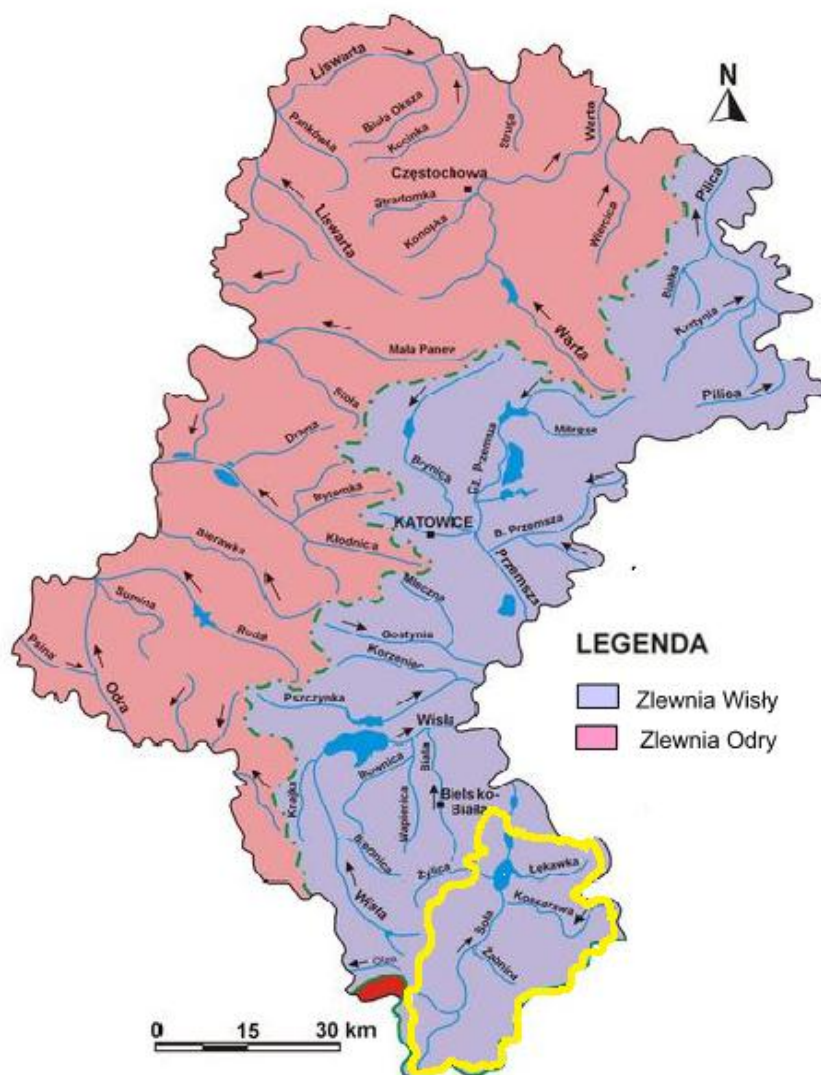 Liswarta
N
Pankówka
Biała Oksza
Kocinka
Struga
Warta
Częstochowa
Pilica
Stradomka
Konopka
Liswarta
Wiercica
Białka
Krztynia
Warta
Mała Panew
Pilica
Stoła
Drama
Brynica
Cz. Przemsza
Mitręga
Bytomka
KATOWICE
B. Przemsza
Bierawka
Kłodnica
Przemsza
Mleczna
Sumina
Ruda
Gostynia
Psina
Odra
Korzeniec
LEGENDA
Pszczynka
Zlewnia Wisły
Wisła
Zlewnia Odry
Iłownica
Biała
Krajka
Wapienica
Bielsko-
Biała
Wisła
Żylica
Łękawka
Koszarawa
Soła
Żabnica
0 15 30 km